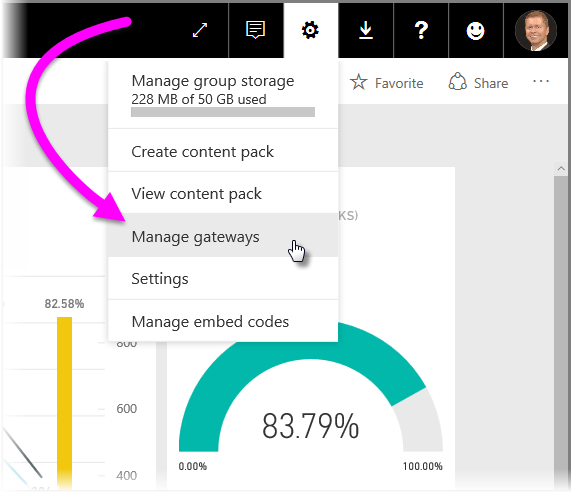 ?
Manage group storage
228 MB of 50 GB used
Favorite
Share
...
Create content pack
View content pack
KS)
Manage gateways
Settings
82.58%
Manage embed codes
800
600
83.79%
400
0.00%
100.00%